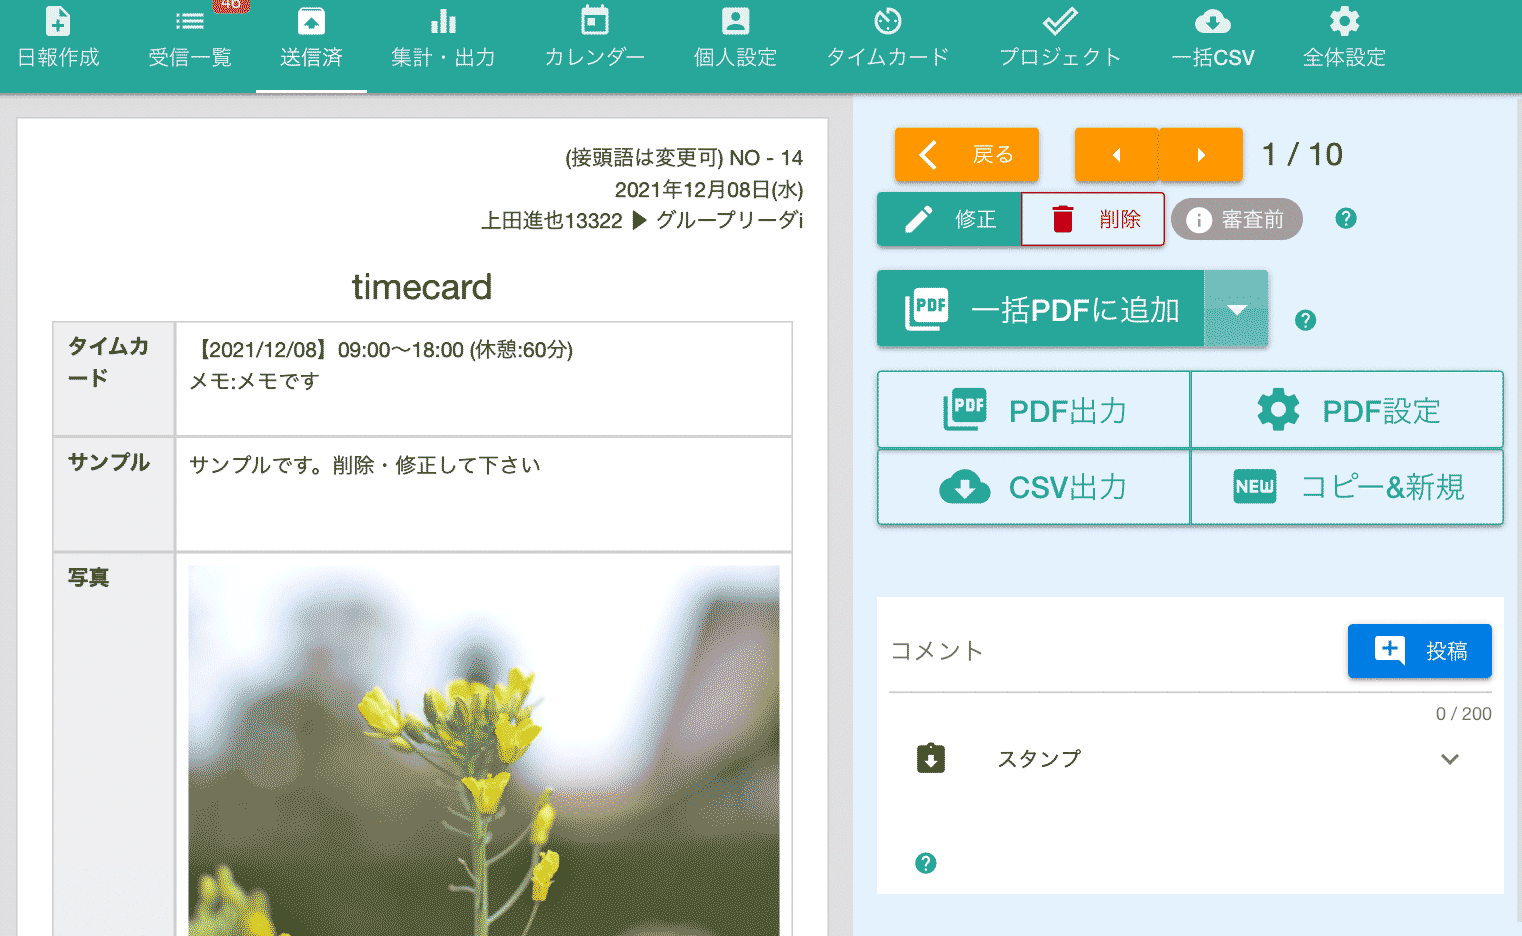 46
日報作成
受信一覧
送信済
集計・出力
カレンダー
個人設定
タイムカード
プロジェクト
一括CSV
全体設定
(接頭語は変更可) NO - 14
2021年12月08日(水)
上田進也13322 ▶ グループリーダi
timecard
タイムカ
ード
【2021/12/08】09:00〜18:00 (休憩:60分)
メモ:メモです
サンプル
サンプルです。削除・修正して下さい
写真
戻る
1 / 10
修正
削除
審査前
PDF 一括PDFに追加
PDF PDF出力
PDF設定
CSV出力
NEW コピー&新規
コメント
投稿
0 / 200
スタンプ